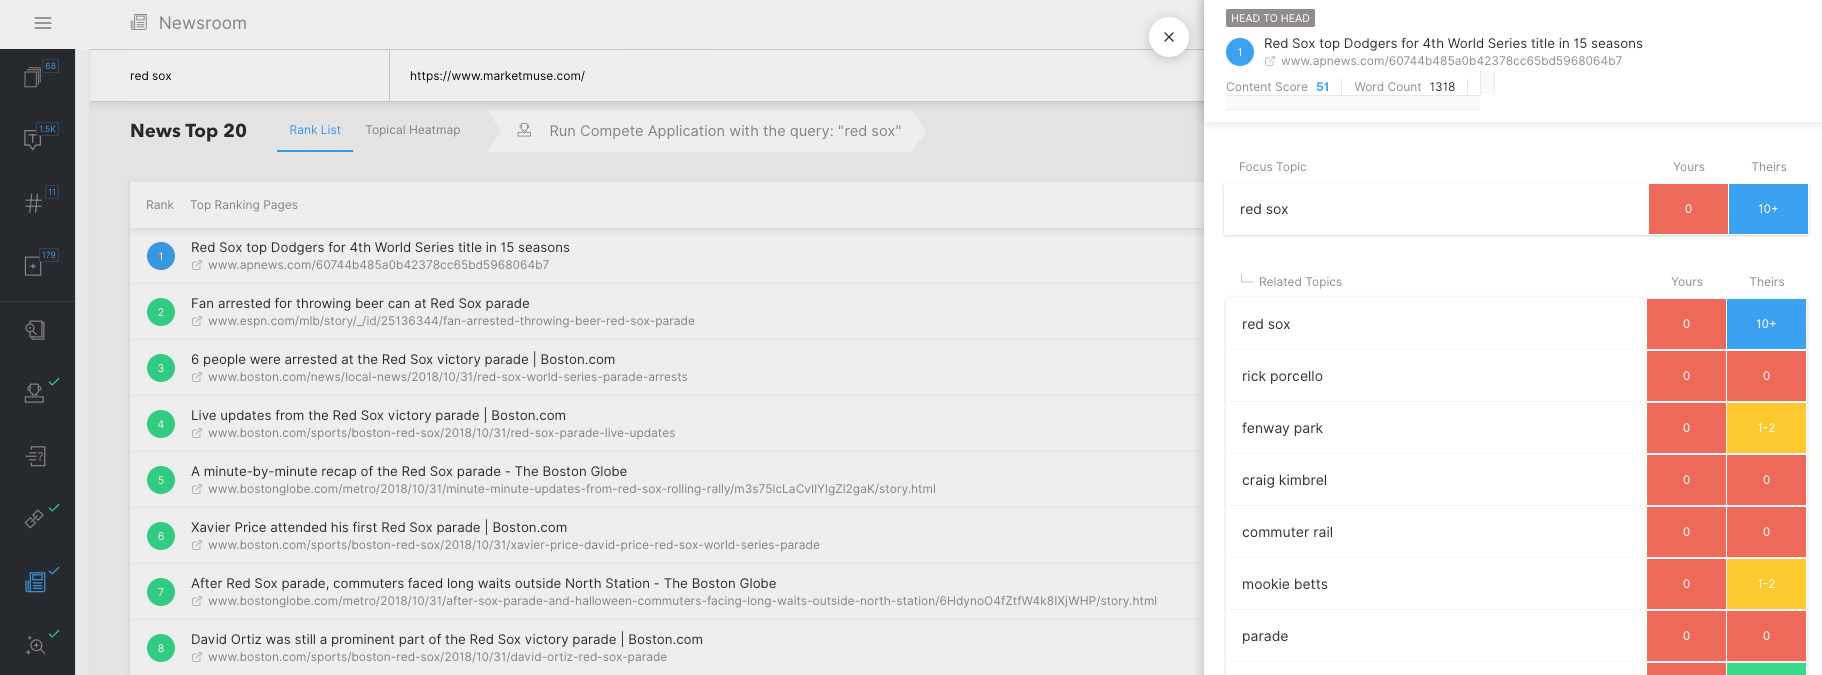 Newsroom
68
1.5K
11
179
red sox
https://www.marketmuse.com/
News Top 20
Rank List
Topical Heatmap
Run Compete Application with the query: "red sox"
Rank
Top Ranking Pages
1
Red Sox top Dodgers for 4th World Series title in 15 seasons
www.apnews.com/60744b485a0b42378cc65bd5968064b7
2
Fan arrested for throwing beer can at Red Sox parade
www.espn.com/mlb/story/_/id/25136344/fan-arrested-throwing-beer-red-sox-parade
3
6 people were arrested at the Red Sox victory parade | Boston.com
www.boston.com/news/local-news/2018/10/31/red-sox-world-series-parade-arrests
4
Live updates from the Red Sox victory parade | Boston.com
www.boston.com/sports/boston-red-sox/2018/10/31/red-sox-parade-live-updates
5
A minute-by-minute recap of the Red Sox parade - The Boston Globe
www.bostonglobe.com/metro/2018/10/31/minute-minute-updates-from-red-sox-rolling-rally/m3s75IcLaCvIIYlgZl2gaK/story.html
6
Xavier Price attended his first Red Sox parade | Boston.com
www.boston.com/sports/boston-red-sox/2018/10/31/xavier-price-david-price-red-sox-world-series-parade
7
After Red Sox parade, commuters faced long waits outside North Station - The Boston Globe
www.bostonglobe.com/metro/2018/10/31/after-sox-parade-and-halloween-commuters-facing-long-waits-outside-north-station/6HdynoO4fZtfW4k8IXjWHP/story.html
8
David Ortiz was still a prominent part of the Red Sox victory parade | Boston.com
www.boston.com/sports/boston-red-sox/2018/10/31/david-ortiz-red-sox-parade
HEAD TO HEAD
1
Red Sox top Dodgers for 4th World Series title in 15 seasons
www.apnews.com/60744b485a0b42378cc65bd5968064b7
Content Score 51 Word Count 1318
Focus Topic Yours Theirs
red sox 0 10+
Related Topics Yours Theirs
red sox 0 10+
rick porcello 0 0
fenway park 0 1-2
craig kimbrel 0 0
commuter rail 0 0
mookie betts 0 1-2
parade 0 0